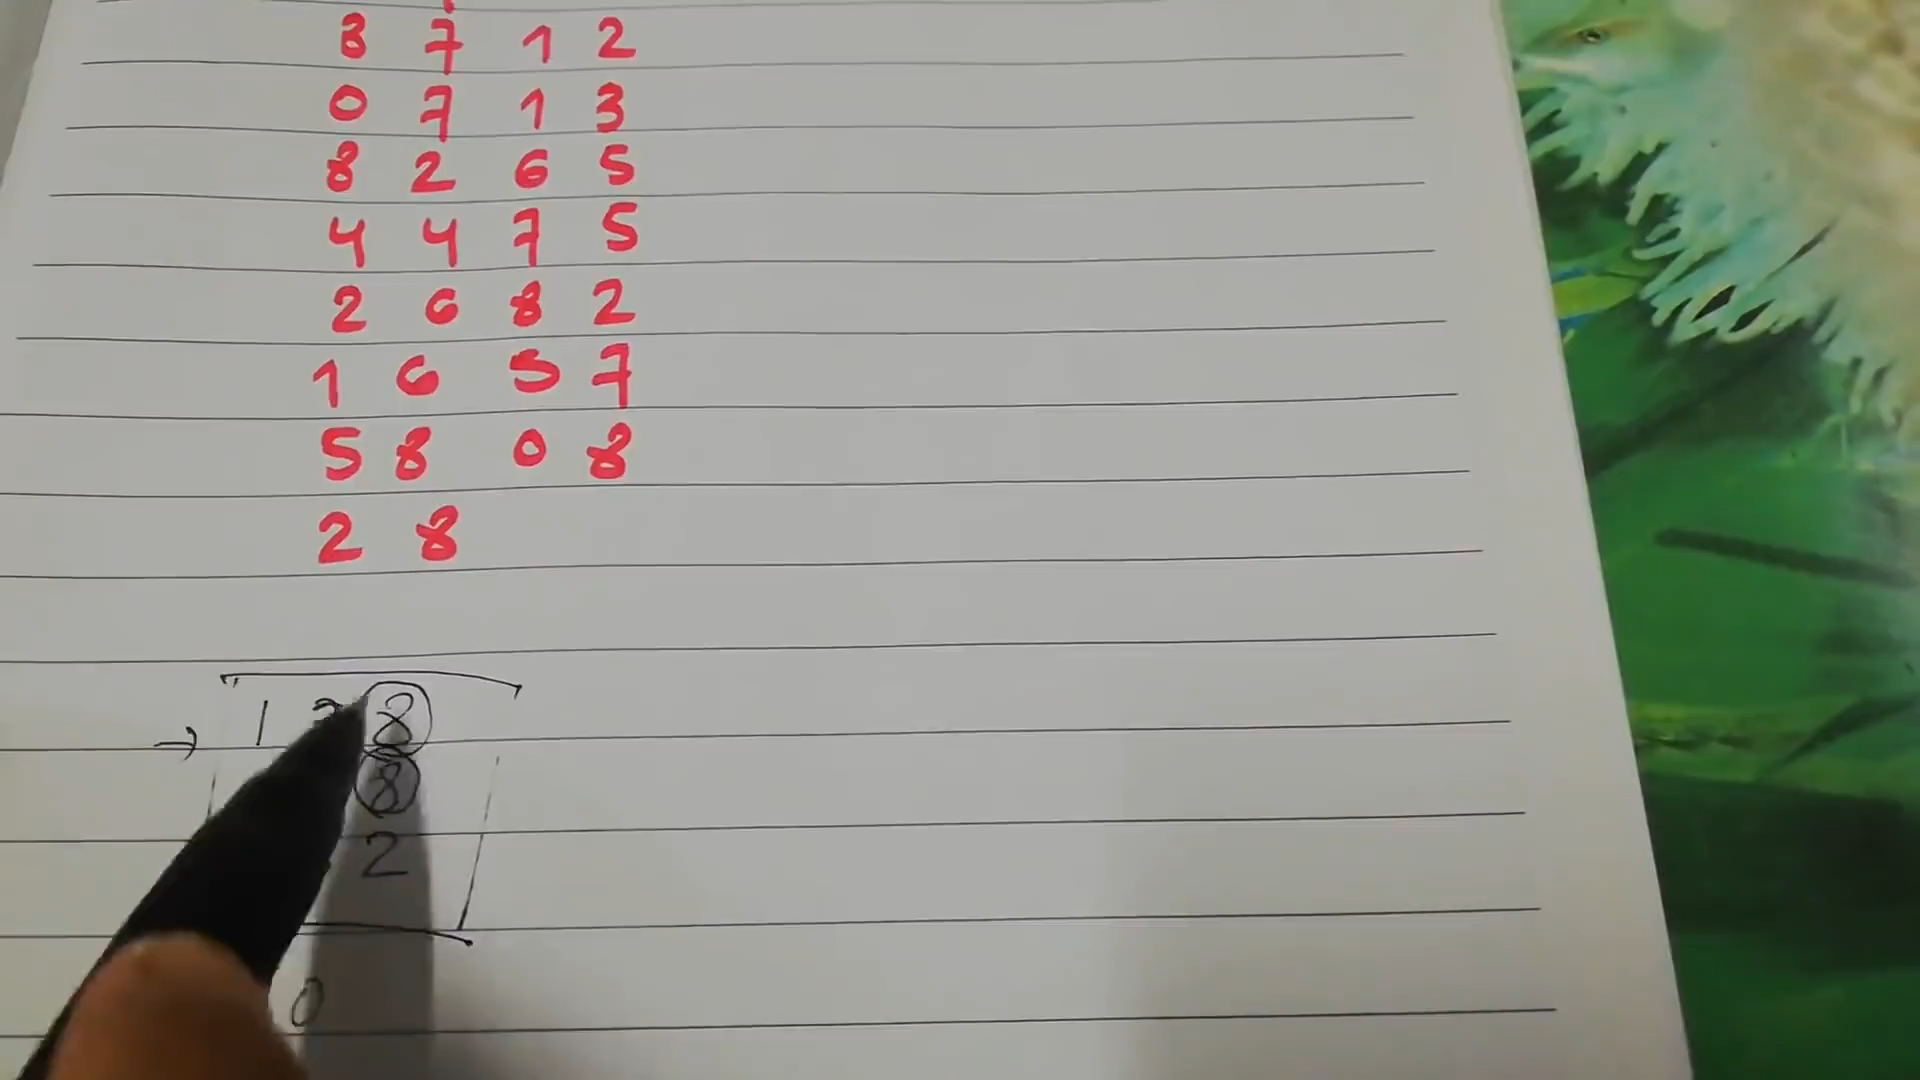 3 7 1 2
0 7 1 3
8 2 6 5
4 4 7 5
2 6 8 2
1 6 5 7
5 8 0 8
2 8
→ 1 8
8
2
0